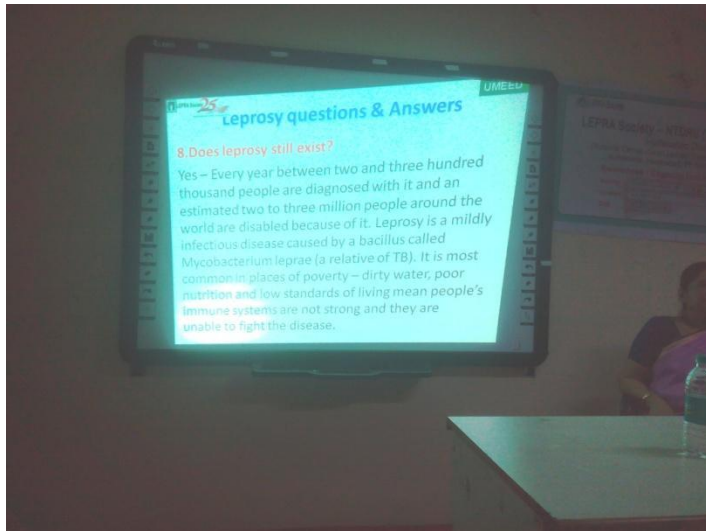 UMEED
LEPRA Society 25
Leprosy questions & Answers
8.Does leprosy still exist?
Yes – Every year between two and three hundred
thousand people are diagnosed with it and an
estimated two to three million people around the
world are disabled because of it. Leprosy is a mildly
infectious disease caused by a bacillus called
Mycobacterium leprae (a relative of TB). It is most
common in places of poverty – dirty water, poor
nutrition and low standards of living mean people's
immune systems are not strong and they are
unable to fight the disease.
LEPRA Society